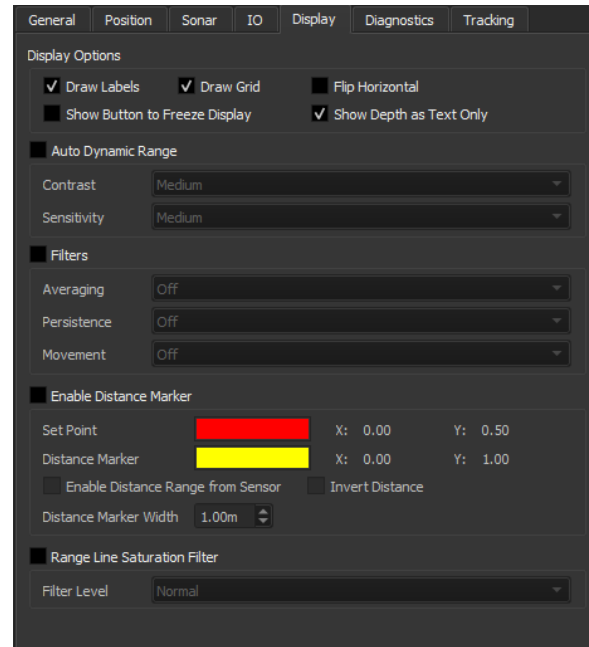 General Position Sonar IO Display Diagnostics Tracking
Display Options
Draw Labels Draw Grid Flip Horizontal
Show Button to Freeze Display Show Depth as Text Only
Auto Dynamic Range
Contrast Medium
Sensitivity Medium
Filters
Averaging Off
Persistence Off
Movement Off
Enable Distance Marker
Set Point X: 0.00 Y: 0.50
Distance Marker X: 0.00 Y: 1.00
Enable Distance Range from Sensor Invert Distance
Distance Marker Width 1.00m
Range Line Saturation Filter
Filter Level Normal